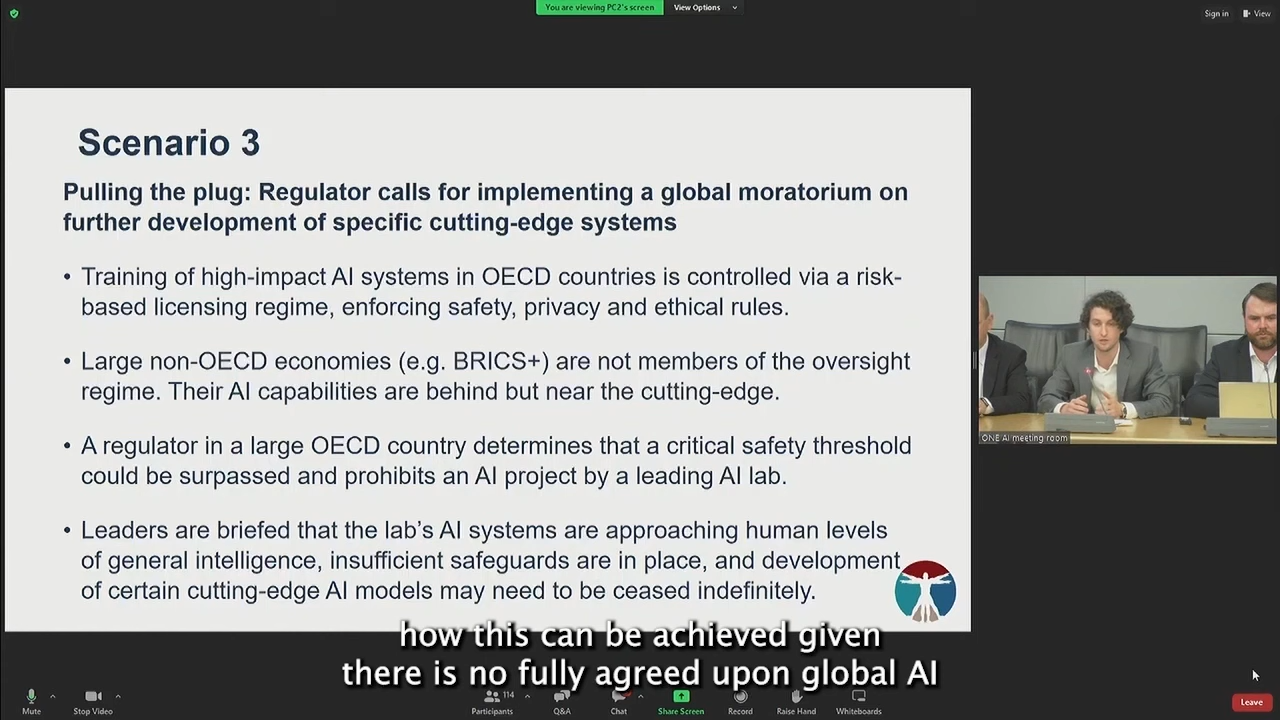 You are viewing PC2's screen
View Options
Sign in
View
Scenario 3
Pulling the plug: Regulator calls for implementing a global moratorium on
further development of specific cutting-edge systems
• Training of high-impact AI systems in OECD countries is controlled via a risk-
based licensing regime, enforcing safety, privacy and ethical rules.
• Large non-OECD economies (e.g. BRICS+) are not members of the oversight
regime. Their AI capabilities are behind but near the cutting-edge.
• A regulator in a large OECD country determines that a critical safety threshold
could be surpassed and prohibits an AI project by a leading AI lab.
• Leaders are briefed that the lab's AI systems are approaching human levels
of general intelligence, insufficient safeguards are in place, and development
of certain cutting-edge AI models may need to be ceased indefinitely.
ONE AI meeting room
how this can be achieved given
there is no fully agreed upon global AI
Mute
Stop Video
114
Participants
Q&A
Chat
Share Screen
Record
Raise Hand
Whiteboards
Leave